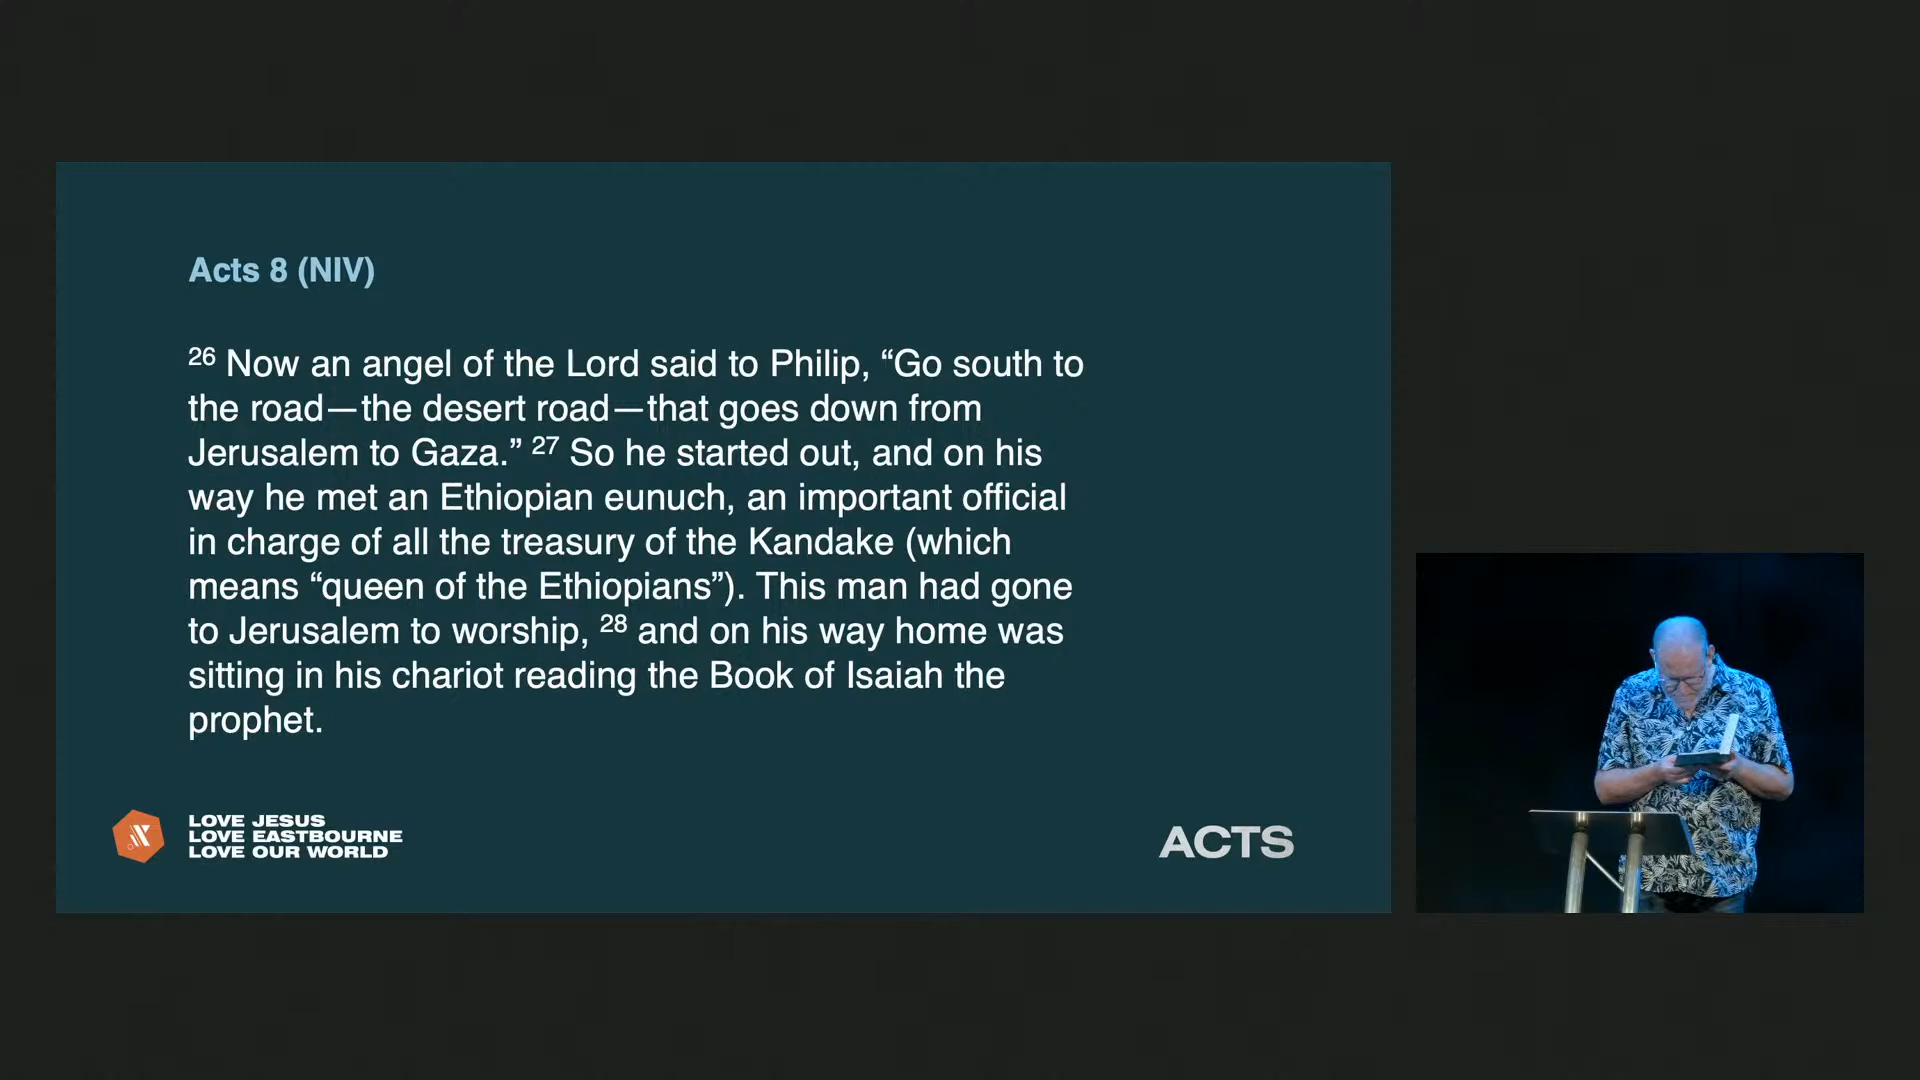 Acts 8 (NIV)
26 Now an angel of the Lord said to Philip, “Go south to
the road—the desert road—that goes down from
Jerusalem to Gaza.” 27 So he started out, and on his
way he met an Ethiopian eunuch, an important official
in charge of all the treasury of the Kandake (which
means “queen of the Ethiopians”). This man had gone
to Jerusalem to worship, 28 and on his way home was
sitting in his chariot reading the Book of Isaiah the
prophet.
LOVE JESUS
LOVE EASTBOURNE
LOVE OUR WORLD
ACTS